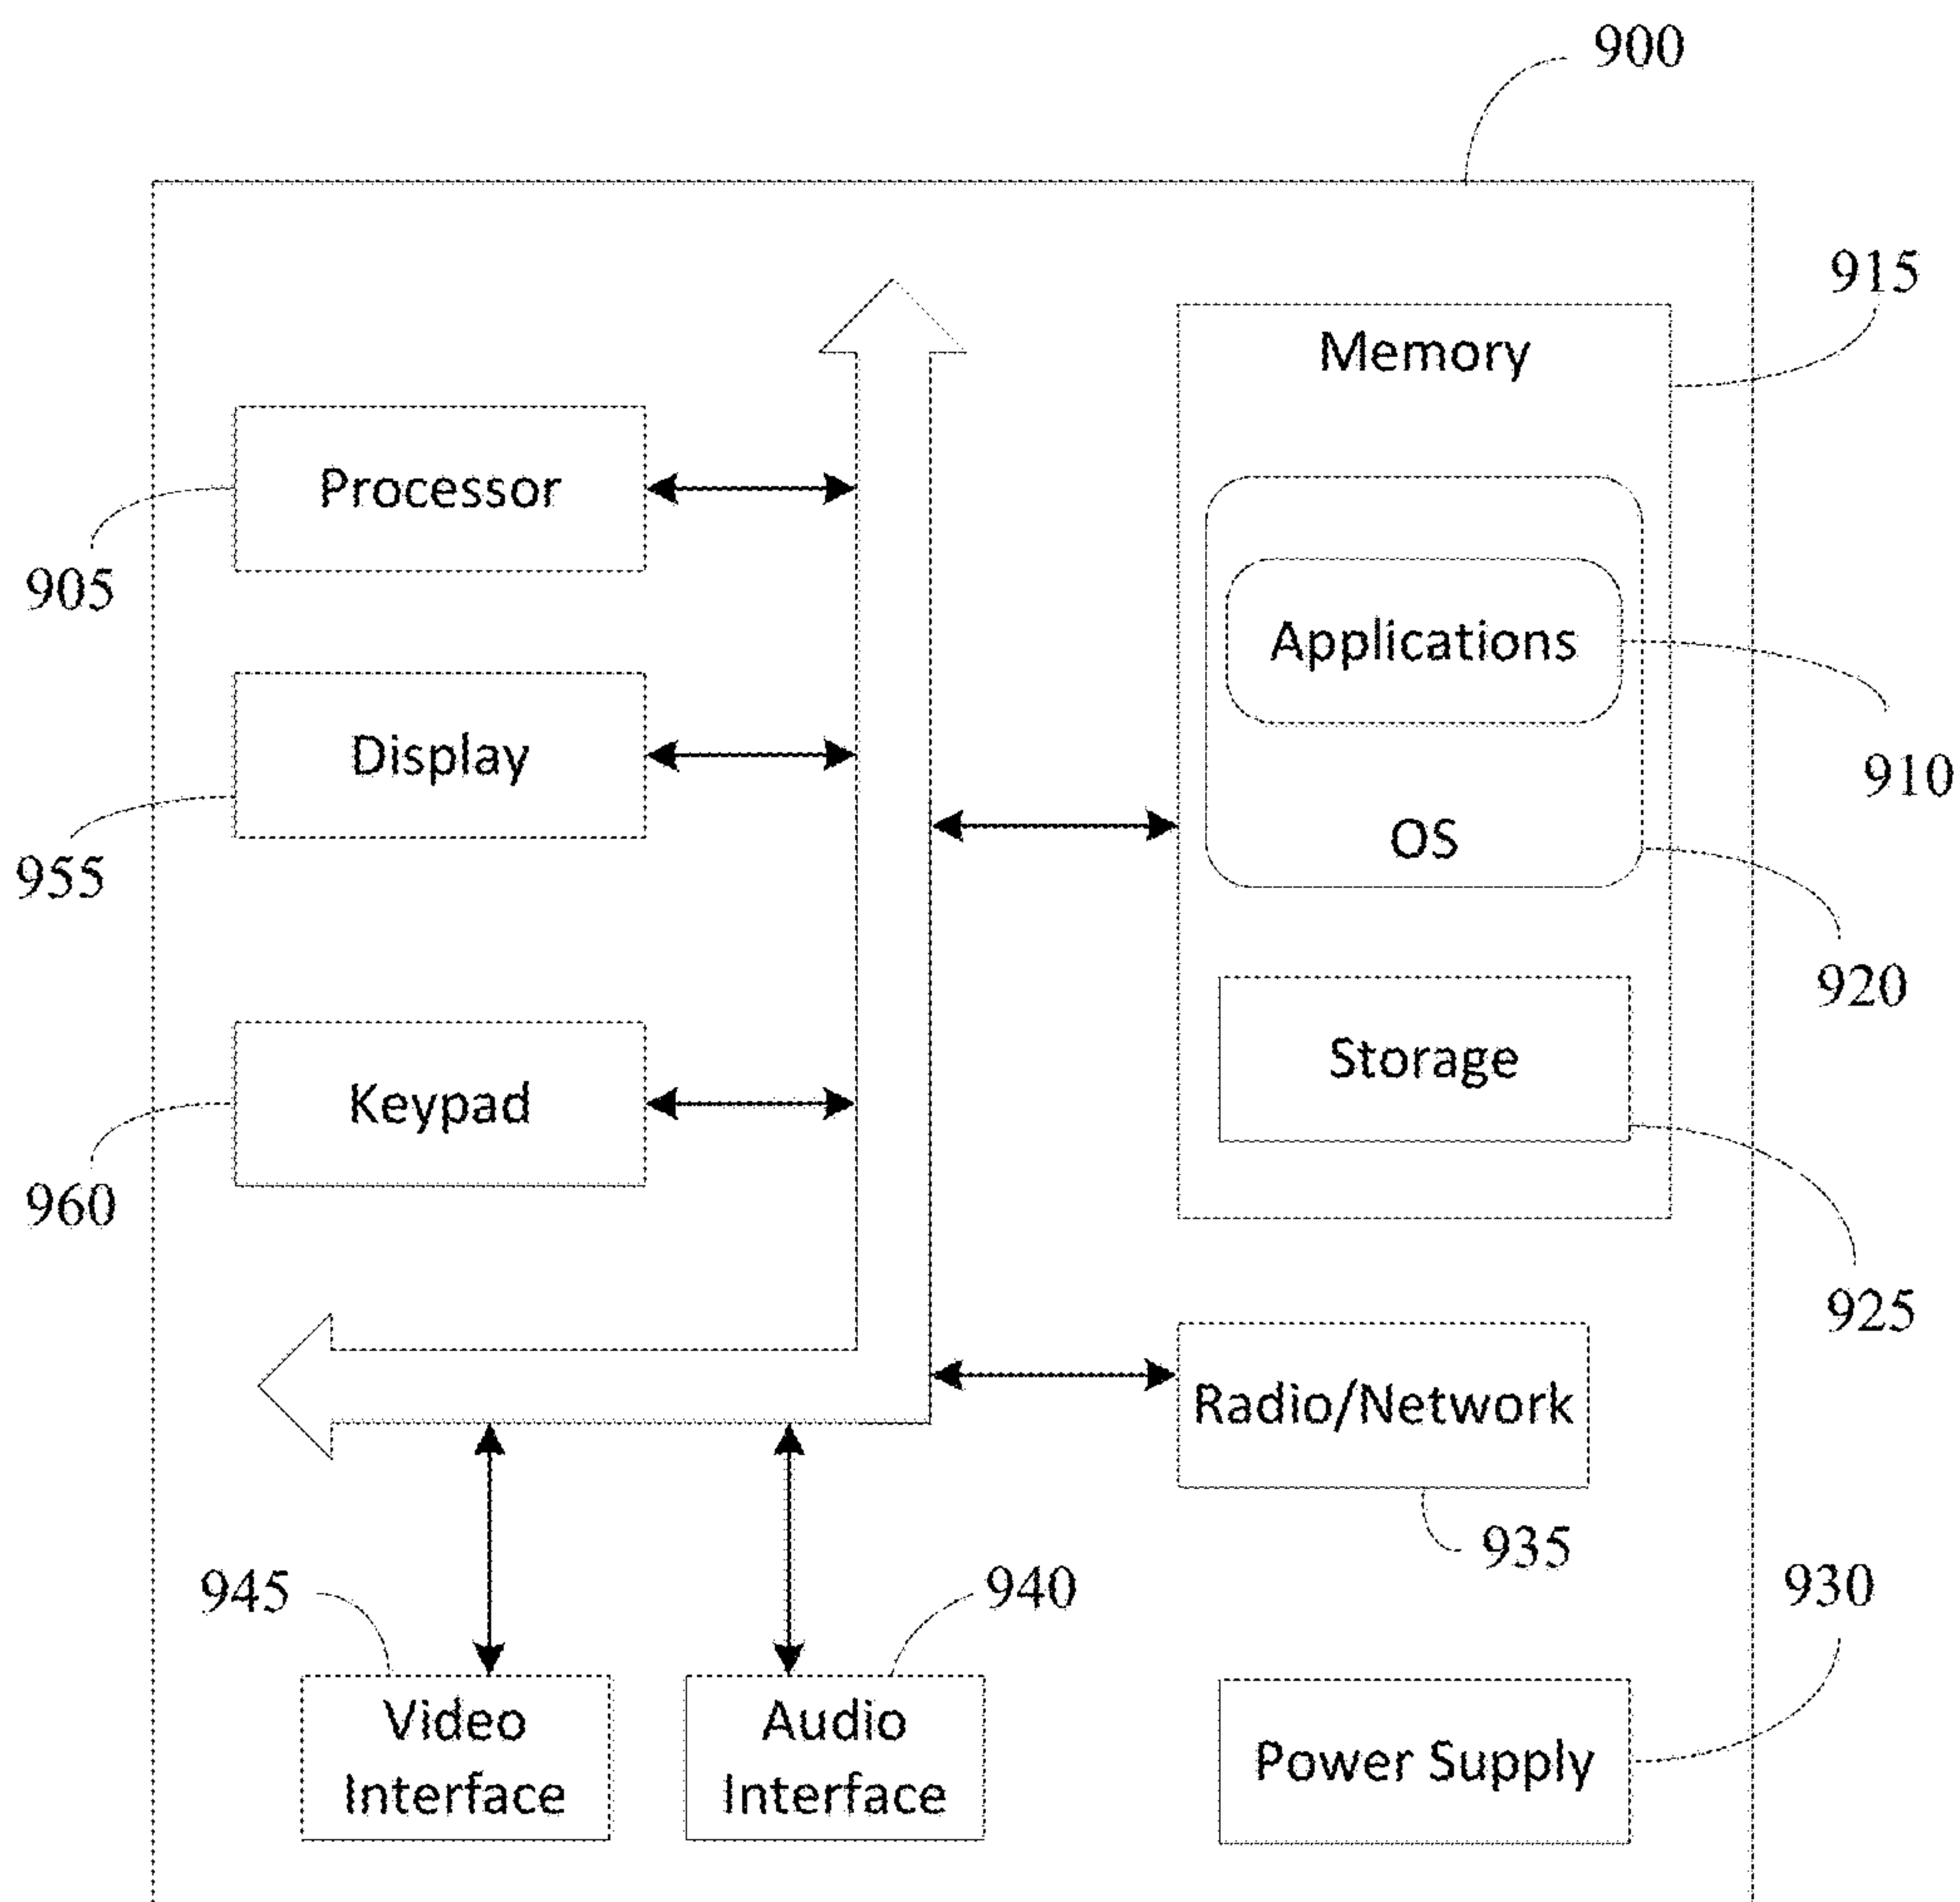 900
915
Memory
Processor
905
Applications
910
Display
955
OS
920
Storage
925
Keypad
960
Radio/Network
935
945
940
930
Video
Interface
Audio
Interface
Power Supply